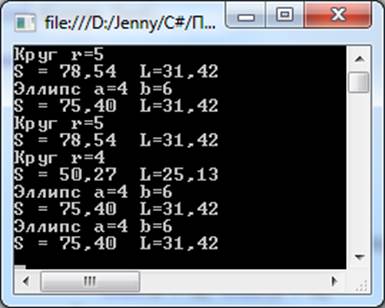 file:///D:/Jenny/C#/П...
Круг r=5
S = 78,54 L=31,42
Эллипс a=4 b=6
S = 75,40 L=31,42
Круг r=5
S = 78,54 L=31,42
Круг r=4
S = 50,27 L=25,13
Эллипс a=4 b=6
S = 75,40 L=31,42
Эллипс a=4 b=6
S = 75,40 L=31,42